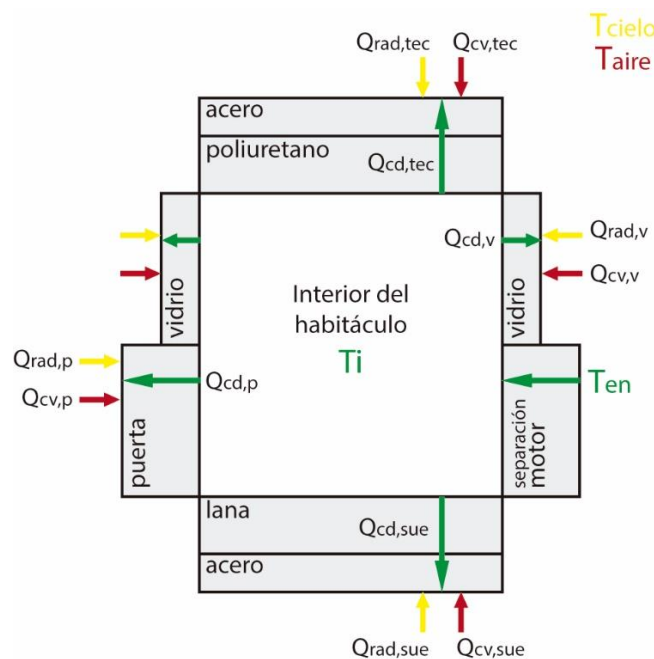 Qrad,tec Qcv,tec
Tcielo
Taire
acero
poliuretano
Qcd,tec
Qcd,v
Qrad,v
Qcv,v
vidrio
vidrio
Interior del
habitáculo
Ti
Qrad,p
Qcv,p
Qcd,p
Ten
puerta
separación
motor
lana
Qcd,sue
acero
Qrad,sue Qcv,sue